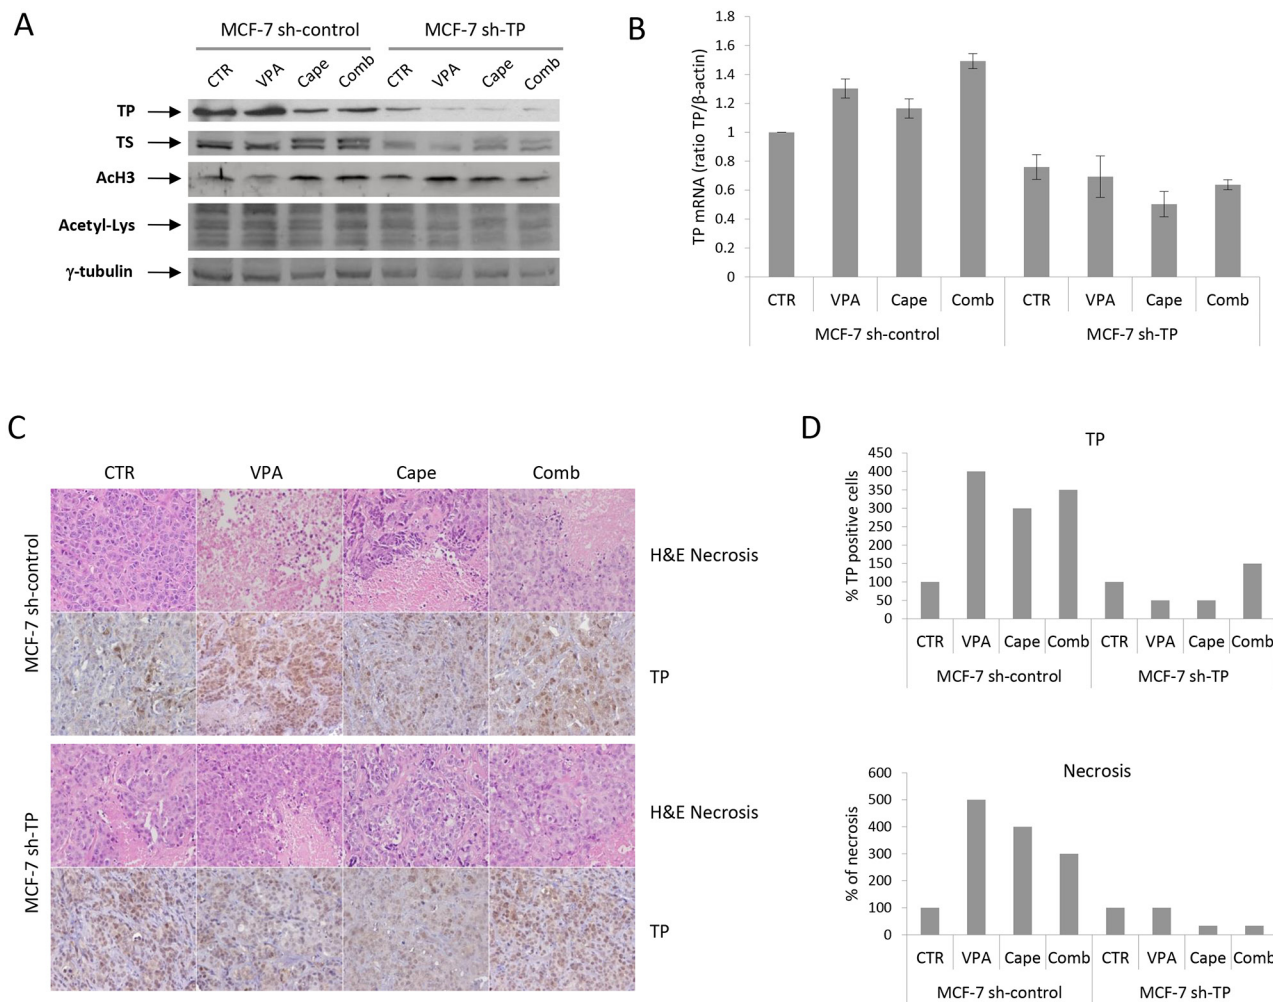 A
MCF-7 sh-control
MCF-7 sh-TP
CTR
VPA
Cape
Comb
CTR
VPA
Cape
Comb
TP
TS
AcH3
Acetyl-Lys
γ-tubulin
B
TP mRNA (ratio TP/β-actin)
1.8
1.6
1.4
1.2
1
0.8
0.6
0.4
0.2
0
CTR VPA Cape Comb CTR VPA Cape Comb
MCF-7 sh-control MCF-7 sh-TP
C
CTR VPA Cape Comb
MCF-7 sh-control
H&E Necrosis
TP
MCF-7 sh-TP
H&E Necrosis
TP
D
TP
% TP positive cells
450
400
350
300
250
200
150
100
50
0
CTR VPA Cape Comb CTR VPA Cape Comb
MCF-7 sh-control MCF-7 sh-TP
Necrosis
% of necrosis
600
500
400
300
200
100
0
CTR VPA Cape Comb CTR VPA Cape Comb
MCF-7 sh-control MCF-7 sh-TP